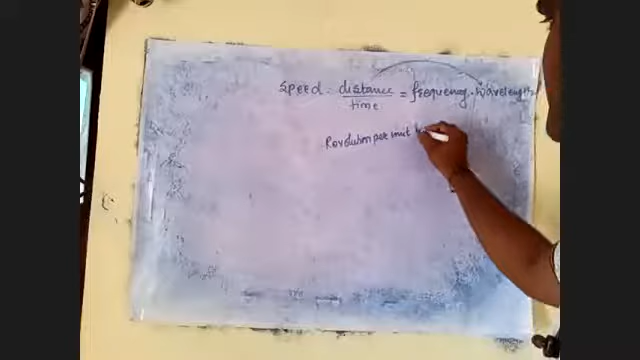 Speed = distance / time = frequency . wavelength
Revolution per unit